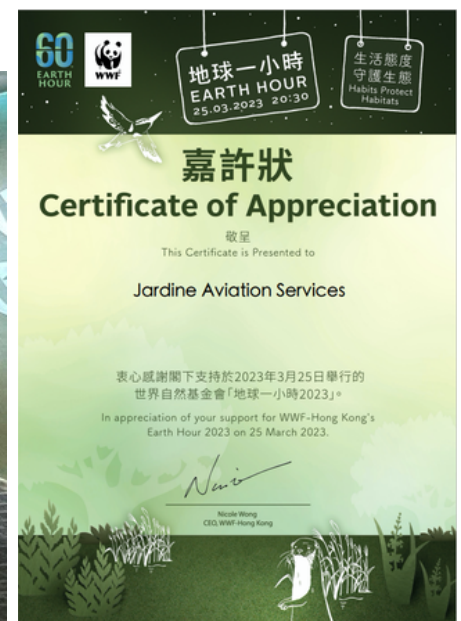 60
EARTH
HOUR
WWF
地球一小時
EARTH HOUR
25.03.2023 20:30
生活態度
守護生態
Habits Protect
Habitats
嘉許狀
Certificate of Appreciation
敬呈
This Certificate is Presented to
Jardine Aviation Services
衷心感謝閣下支持於2023年3月25日舉行的
世界自然基金會「地球一小時2023」。
In appreciation of your support for WWF-Hong Kong's
Earth Hour 2023 on 25 March 2023.
Nicole Wong
CEO, WWF-Hong Kong